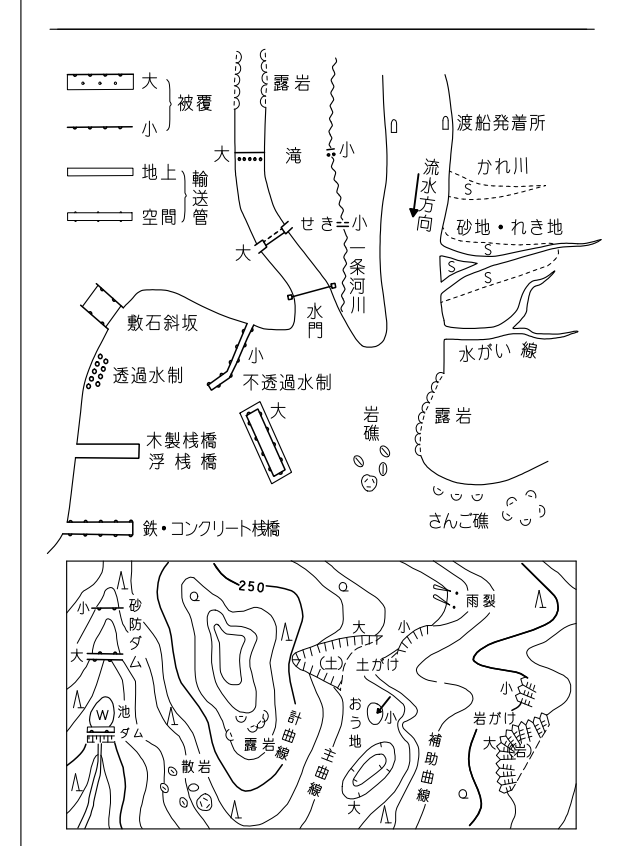 大
小
被覆
地上
空間
輸送管
露岩
大 滝 小
大
せき 小
一条河川
水門
流水方向
渡船発着所
かれ川
S
砂地・れき地
S
S
S
水がい線
露岩
敷石斜坂
透過水制
小
不透過水制
大
木製桟橋
浮桟橋
鉄・コンクリート桟橋
岩礁
さんご礁
250
小
砂防ダム
大
W
池
ダム
散岩
露岩
計曲線
主曲線
大
小
(土)
土がけ
おう地
小
大
補助曲線
雨裂
小
岩がけ
大
(岩)